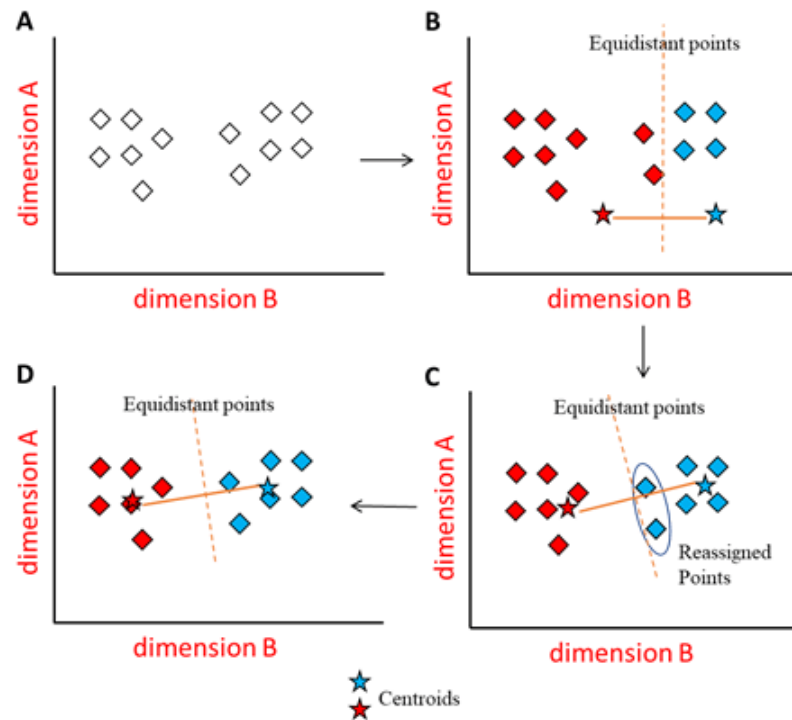 A
dimension A
dimension B
B
Equidistant points
dimension A
dimension B
D
Equidistant points
dimension A
dimension B
C
Equidistant points
dimension A
Reassigned
Points
dimension B
Centroids